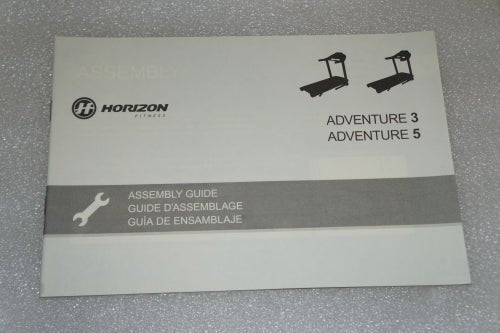 ASSEMBLY
HORIZON
FITNESS
ADVENTURE 3
ADVENTURE 5
ASSEMBLY GUIDE
GUIDE D'ASSEMBLAGE
GUÍA DE ENSAMBLAJE